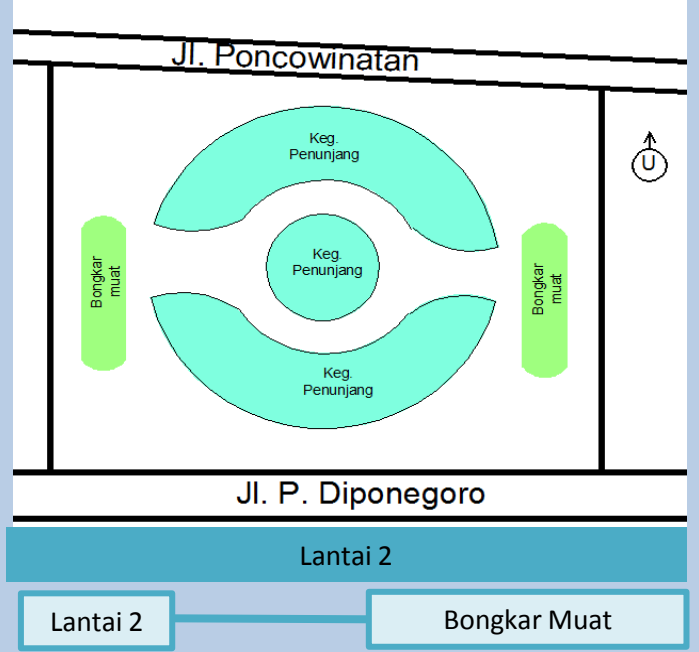 Jl. Poncowinatan
Keg.
Penunjang
U
Keg.
Penunjang
Bongkar
muat
Bongkar
muat
Keg.
Penunjang
Jl. P. Diponegoro
Lantai 2
Lantai 2
Bongkar Muat